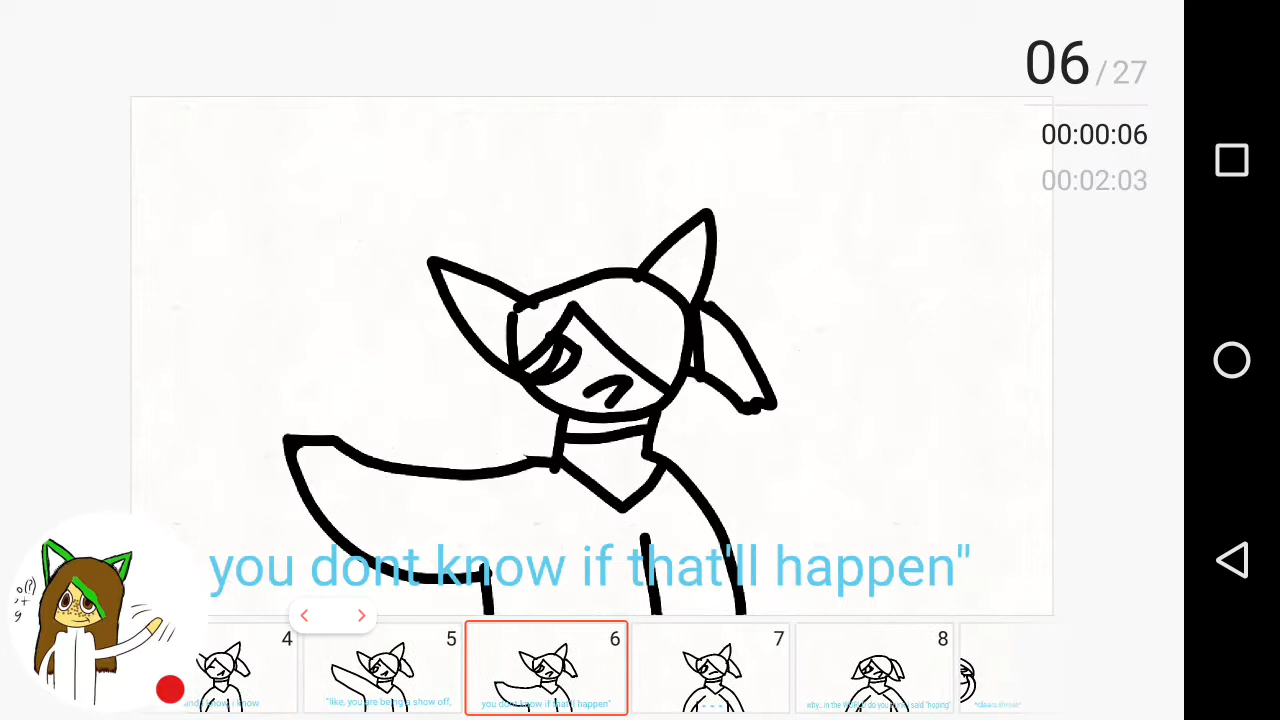 06 / 27
00:00:06
00:02:03
you dont know if that'll happen"
4
5
6
7
8
"like, you are being a show off,
you dont know if that'll happen"